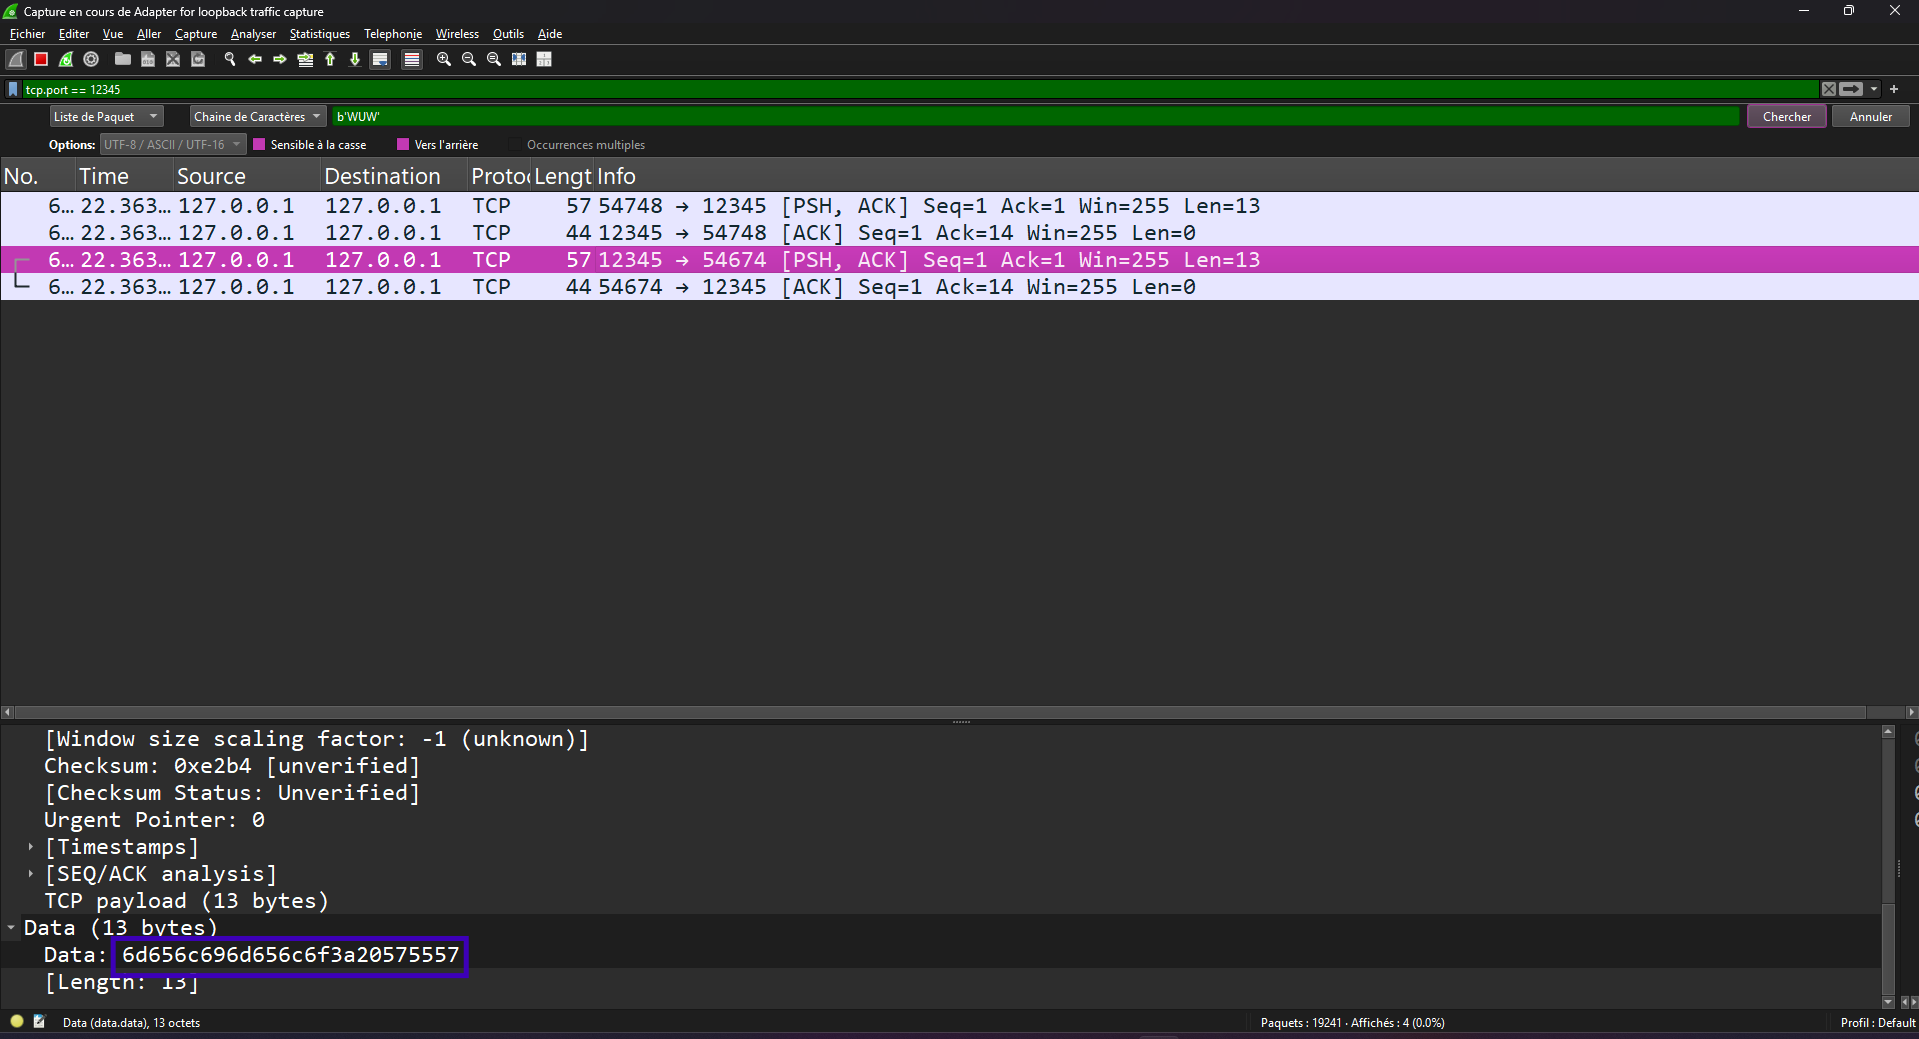 Capture en cours de Adapter for loopback traffic capture
Fichier Editer Vue Aller Capture Analyser Statistiques Telephonie Wireless Outils Aide
tcp.port == 12345
Liste de Paquet Chaine de Caractères b'WUW' Chercher Annuler
Options: UTF-8 / ASCII / UTF-16 Sensible à la casse Vers l'arrière Occurrences multiples
No. Time Source Destination Protoc Lengt Info
6… 22.363… 127.0.0.1 127.0.0.1 TCP 57 54748 → 12345 [PSH, ACK] Seq=1 Ack=1 Win=255 Len=13
6… 22.363… 127.0.0.1 127.0.0.1 TCP 44 12345 → 54748 [ACK] Seq=1 Ack=14 Win=255 Len=0
6… 22.363… 127.0.0.1 127.0.0.1 TCP 57 12345 → 54674 [PSH, ACK] Seq=1 Ack=1 Win=255 Len=13
6… 22.363… 127.0.0.1 127.0.0.1 TCP 44 54674 → 12345 [ACK] Seq=1 Ack=14 Win=255 Len=0
[Window size scaling factor: -1 (unknown)]
Checksum: 0xe2b4 [unverified]
[Checksum Status: Unverified]
Urgent Pointer: 0
[Timestamps]
[SEQ/ACK analysis]
TCP payload (13 bytes)
Data (13 bytes)
Data: 6d656c696d656c6f3a20575557
[Length: 13]
Data (data.data), 13 octets Paquets : 19241 · Affichés : 4 (0.0%) Profil : Default